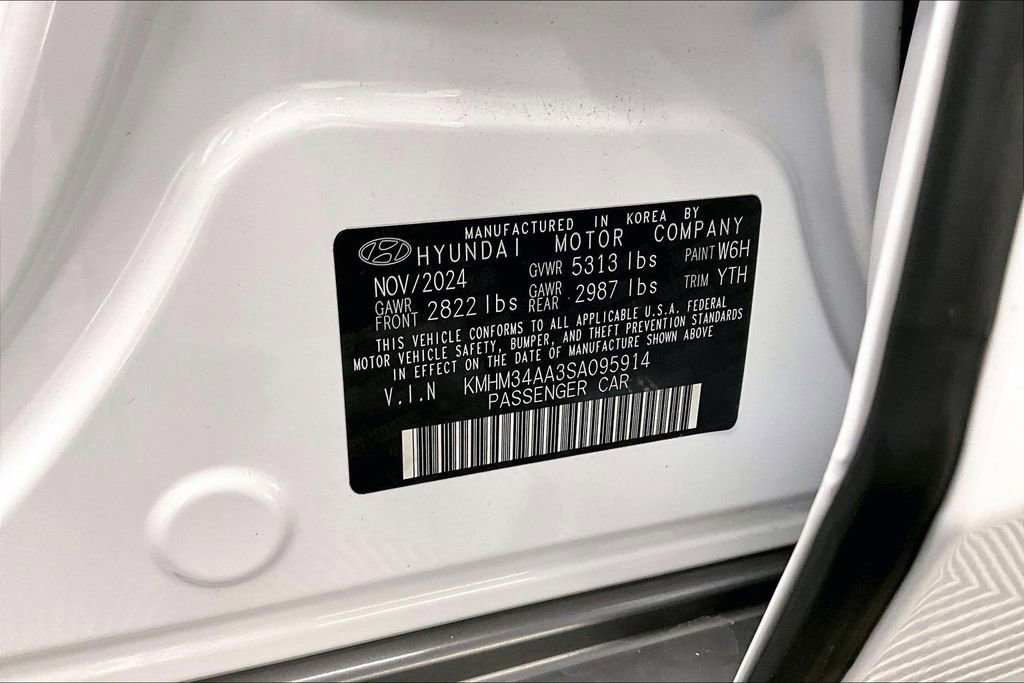 MANUFACTURED IN KOREA BY
HYUNDAI MOTOR COMPANY
NOV/2024 GVWR 5313 lbs PAINT W6H
GAWR FRONT 2822 lbs GAWR REAR 2987 lbs TRIM YTH
THIS VEHICLE CONFORMS TO ALL APPLICABLE U.S.A. FEDERAL
MOTOR VEHICLE SAFETY, BUMPER, AND THEFT PREVENTION STANDARDS
IN EFFECT ON THE DATE OF MANUFACTURE SHOWN ABOVE
V.I.N KMHM34AA3SA095914
PASSENGER CAR